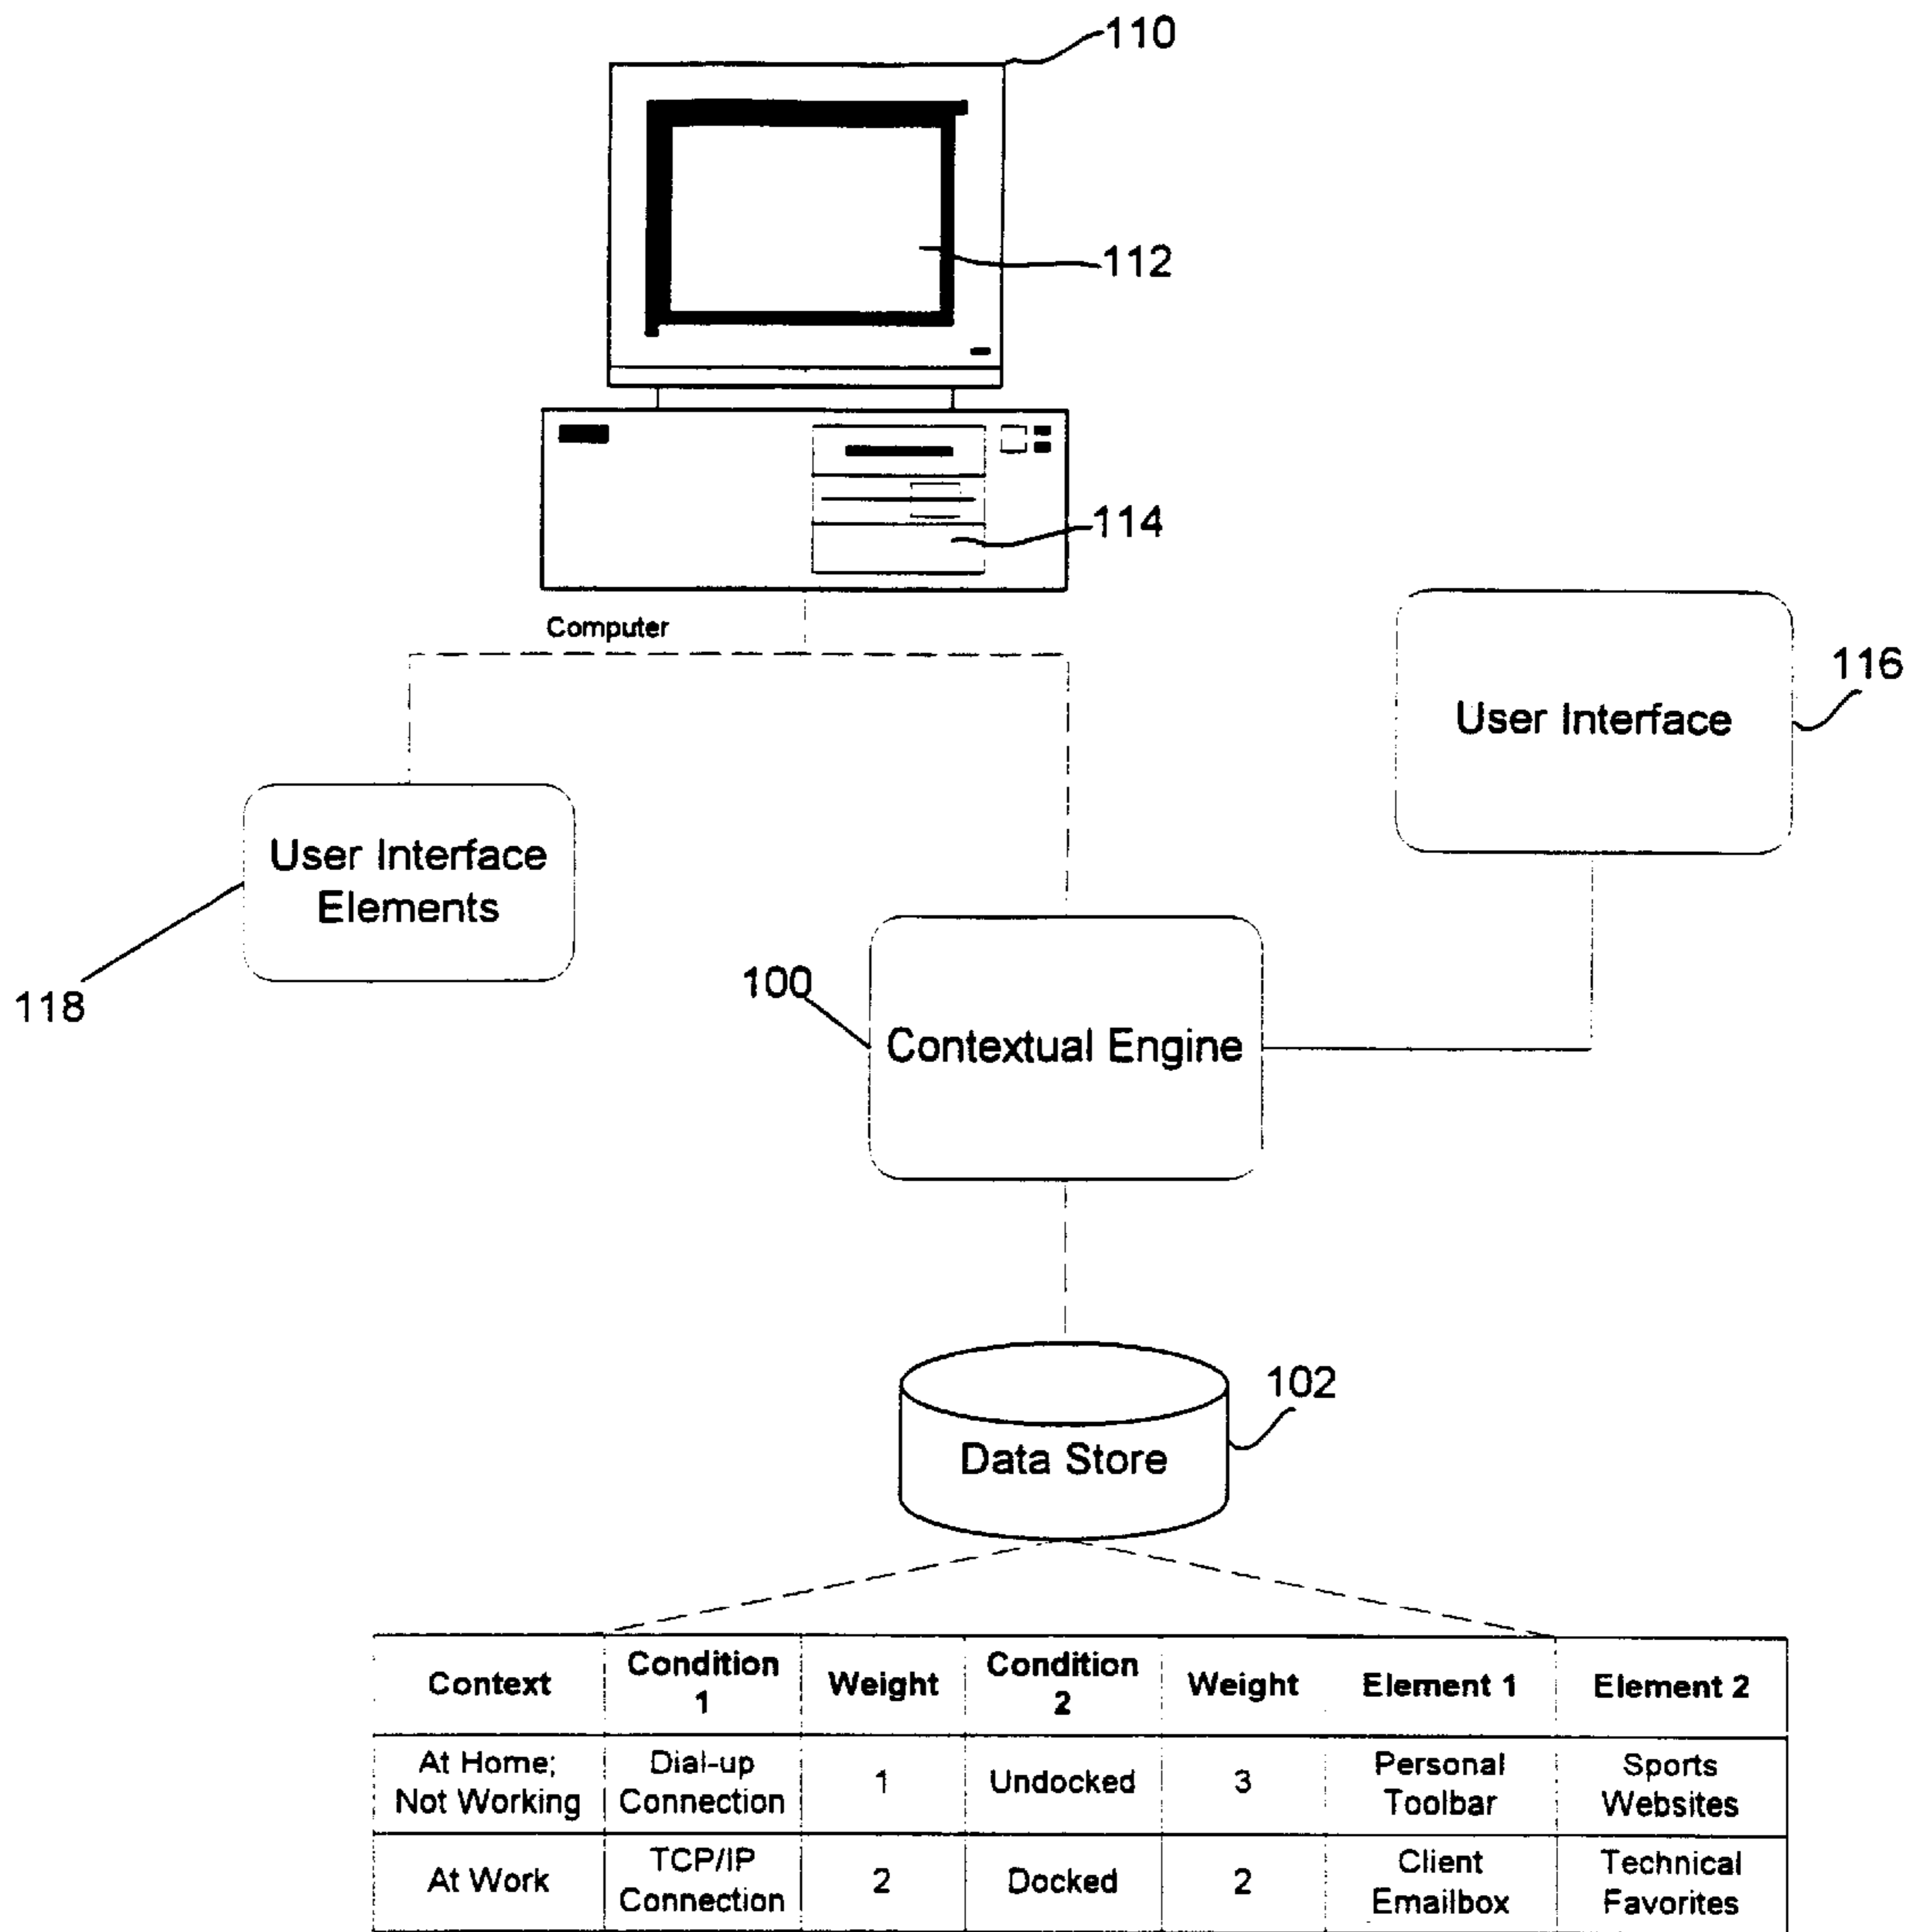 110
112
114
Computer
116
User Interface
User Interface
Elements
118
100
Contextual Engine
102
Data Store
Context Condition 1 Weight Condition 2 Weight Element 1 Element 2
At Home; Not Working Dial-up Connection 1 Undocked 3 Personal Toolbar Sports Websites
At Work TCP/IP Connection 2 Docked 2 Client Emailbox Technical Favorites